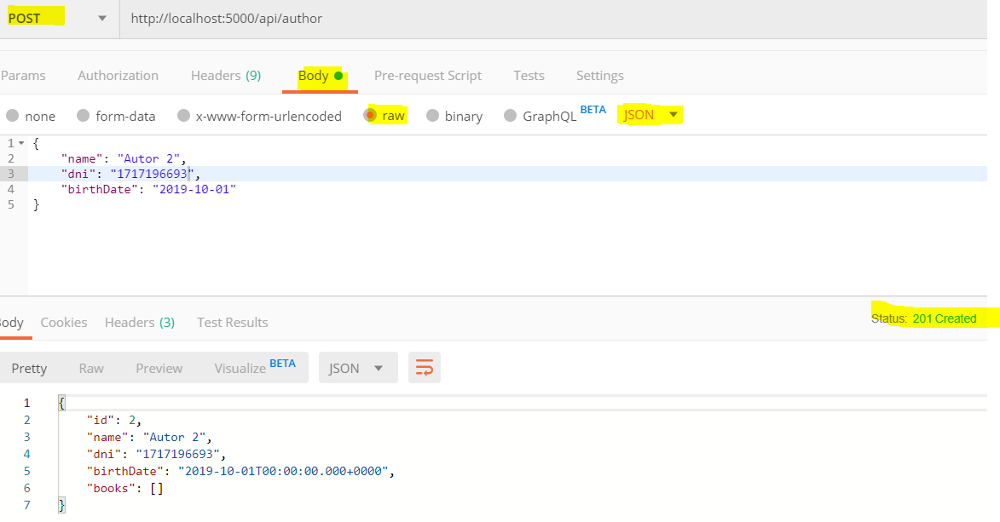 POST http://localhost:5000/api/author
Params Authorization Headers (9) Body Pre-request Script Tests Settings
none form-data x-www-form-urlencoded raw binary GraphQL BETA JSON
1 {
2 "name": "Autor 2",
3 "dni": "1717196693",
4 "birthDate": "2019-10-01"
5 }
Body Cookies Headers (3) Test Results Status: 201 Created
Pretty Raw Preview Visualize BETA JSON
1 {
2 "id": 2,
3 "name": "Autor 2",
4 "dni": "1717196693",
5 "birthDate": "2019-10-01T00:00:00.000+0000",
6 "books": []
7 }